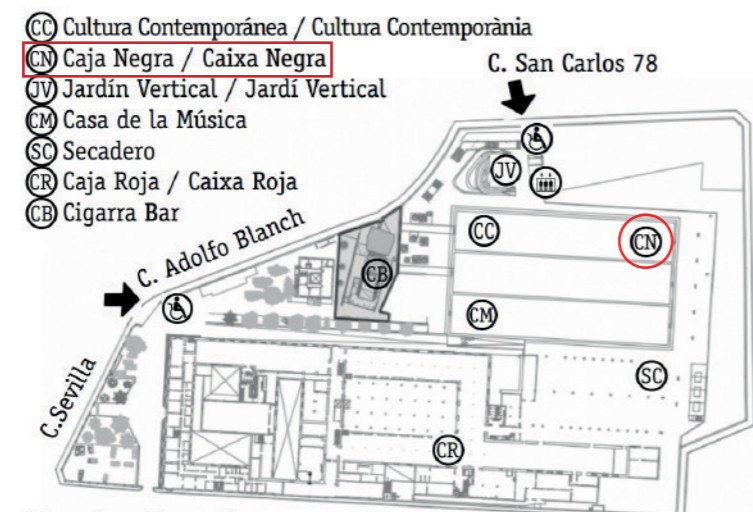 CC Cultura Contemporánea / Cultura Contemporània
CN Caja Negra / Caixa Negra
JV Jardín Vertical / Jardí Vertical
CM Casa de la Música
SC Secadero
CR Caja Roja / Caixa Roja
CB Cigarra Bar
C. San Carlos 78
C. Adolfo Blanch
C.Sevilla
JV
CC
CN
CB
CM
SC
CR